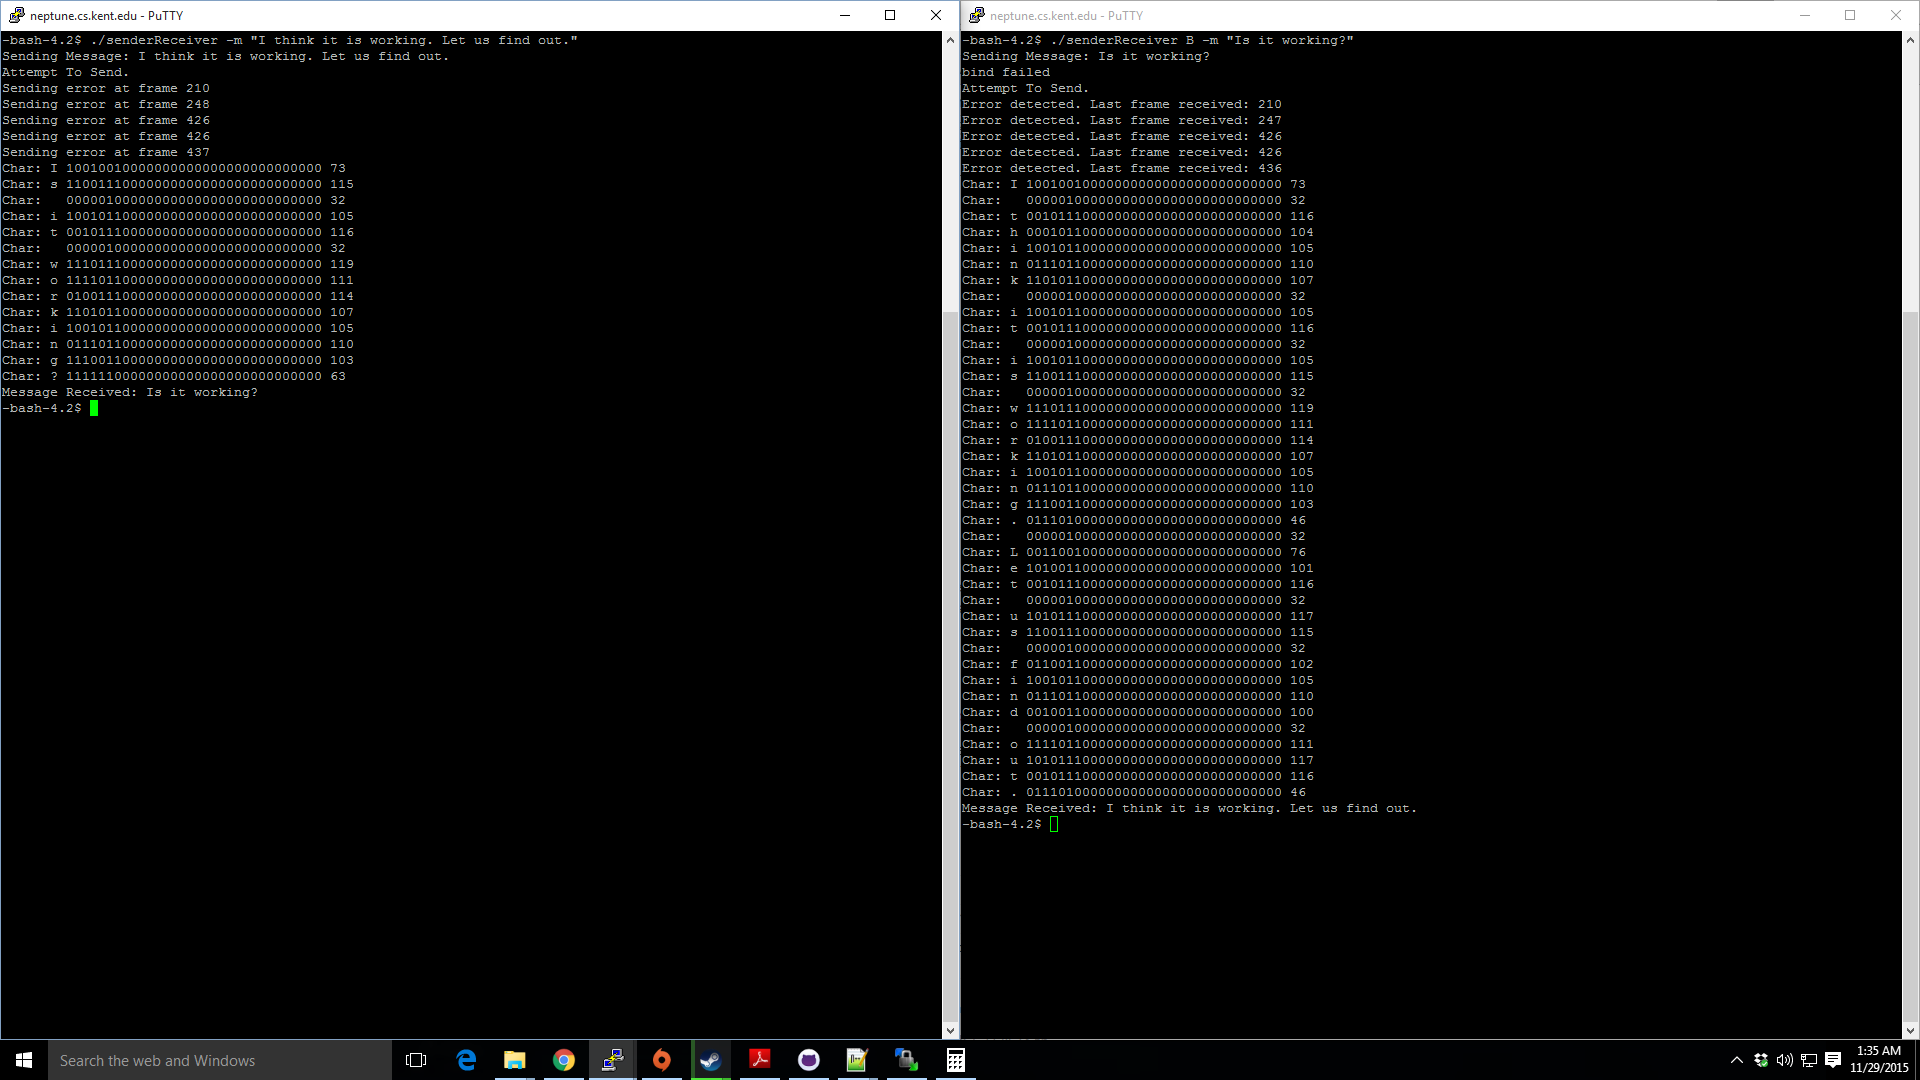 neptune.cs.kent.edu - PuTTY
-bash-4.2$ ./senderReceiver -m "I think it is working. Let us find out."
Sending Message: I think it is working. Let us find out.
Attempt To Send.
Sending error at frame 210
Sending error at frame 248
Sending error at frame 426
Sending error at frame 426
Sending error at frame 437
Char: I 10010010000000000000000000000000 73
Char: s 11001110000000000000000000000000 115
Char:   00000100000000000000000000000000 32
Char: i 10010110000000000000000000000000 105
Char: t 00101110000000000000000000000000 116
Char:   00000100000000000000000000000000 32
Char: w 11101110000000000000000000000000 119
Char: o 11110110000000000000000000000000 111
Char: r 01001110000000000000000000000000 114
Char: k 11010110000000000000000000000000 107
Char: i 10010110000000000000000000000000 105
Char: n 01110110000000000000000000000000 110
Char: g 11100110000000000000000000000000 103
Char: ? 11111100000000000000000000000000 63
Message Received: Is it working?
-bash-4.2$
neptune.cs.kent.edu - PuTTY
-bash-4.2$ ./senderReceiver B -m "Is it working?"
Sending Message: Is it working?
bind failed
Attempt To Send.
Error detected. Last frame received: 210
Error detected. Last frame received: 247
Error detected. Last frame received: 426
Error detected. Last frame received: 426
Error detected. Last frame received: 436
Char: I 10010010000000000000000000000000 73
Char:   00000100000000000000000000000000 32
Char: t 00101110000000000000000000000000 116
Char: h 00010110000000000000000000000000 104
Char: i 10010110000000000000000000000000 105
Char: n 01110110000000000000000000000000 110
Char: k 11010110000000000000000000000000 107
Char:   00000100000000000000000000000000 32
Char: i 10010110000000000000000000000000 105
Char: t 00101110000000000000000000000000 116
Char:   00000100000000000000000000000000 32
Char: i 10010110000000000000000000000000 105
Char: s 11001110000000000000000000000000 115
Char:   00000100000000000000000000000000 32
Char: w 11101110000000000000000000000000 119
Char: o 11110110000000000000000000000000 111
Char: r 01001110000000000000000000000000 114
Char: k 11010110000000000000000000000000 107
Char: i 10010110000000000000000000000000 105
Char: n 01110110000000000000000000000000 110
Char: g 11100110000000000000000000000000 103
Char: . 01110100000000000000000000000000 46
Char:   00000100000000000000000000000000 32
Char: L 00110010000000000000000000000000 76
Char: e 10100110000000000000000000000000 101
Char: t 00101110000000000000000000000000 116
Char:   00000100000000000000000000000000 32
Char: u 10101110000000000000000000000000 117
Char: s 11001110000000000000000000000000 115
Char:   00000100000000000000000000000000 32
Char: f 01100110000000000000000000000000 102
Char: i 10010110000000000000000000000000 105
Char: n 01110110000000000000000000000000 110
Char: d 00100110000000000000000000000000 100
Char:   00000100000000000000000000000000 32
Char: o 11110110000000000000000000000000 111
Char: u 10101110000000000000000000000000 117
Char: t 00101110000000000000000000000000 116
Char: . 01110100000000000000000000000000 46
Message Received: I think it is working. Let us find out.
-bash-4.2$
Search the web and Windows
1:35 AM
11/29/2015